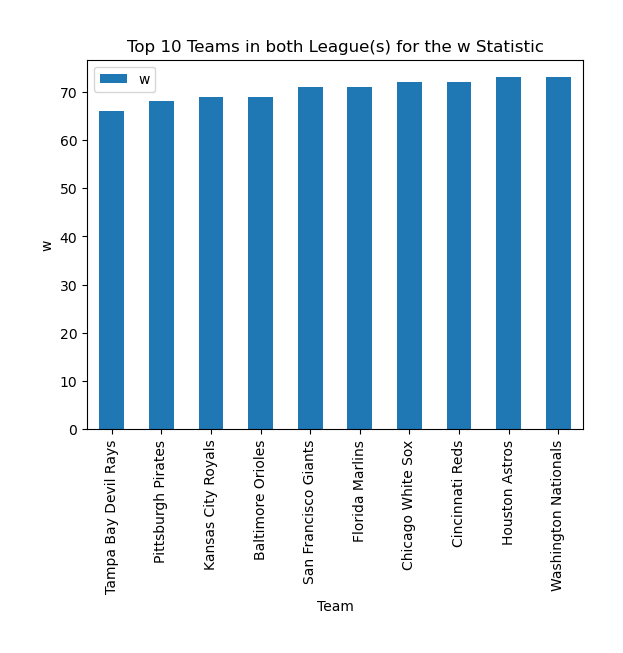 Top 10 Teams in both League(s) for the w Statistic
w
70
60
50
40
30
20
10
0
w
Tampa Bay Devil Rays
Pittsburgh Pirates
Kansas City Royals
Baltimore Orioles
San Francisco Giants
Florida Marlins
Chicago White Sox
Cincinnati Reds
Houston Astros
Washington Nationals
Team